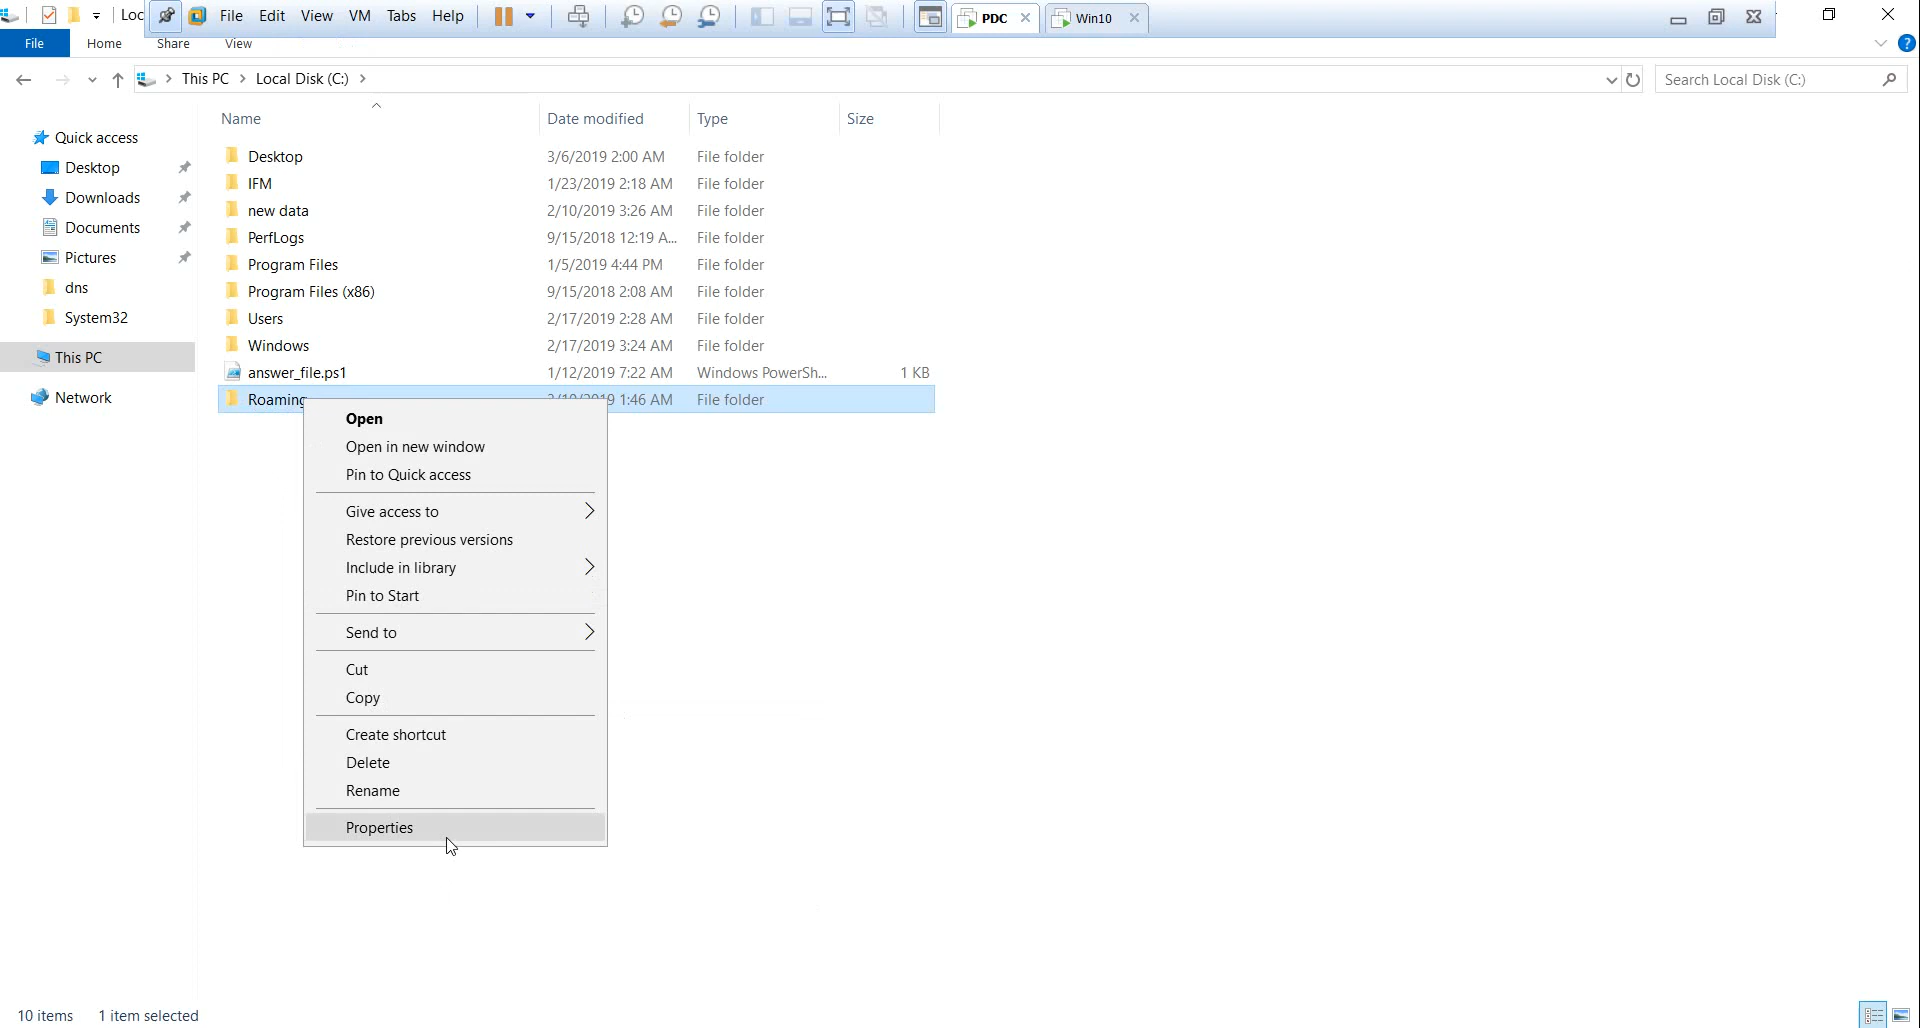 Loc File Edit View VM Tabs Help PDC Win10
File Home Share View
This PC Local Disk (C:) Search Local Disk (C:)
Name Date modified Type Size
Quick access
Desktop
Downloads
Documents
Pictures
dns
System32
This PC
Network
Desktop 3/6/2019 2:00 AM File folder
IFM 1/23/2019 2:18 AM File folder
new data 2/10/2019 3:26 AM File folder
PerfLogs 9/15/2018 12:19 A... File folder
Program Files 1/5/2019 4:44 PM File folder
Program Files (x86) 9/15/2018 2:08 AM File folder
Users 2/17/2019 2:28 AM File folder
Windows 2/17/2019 3:24 AM File folder
answer_file.ps1 1/12/2019 7:22 AM Windows PowerSh... 1 KB
Roaming 1:46 AM File folder
Open
Open in new window
Pin to Quick access
Give access to
Restore previous versions
Include in library
Pin to Start
Send to
Cut
Copy
Create shortcut
Delete
Rename
Properties
10 items 1 item selected